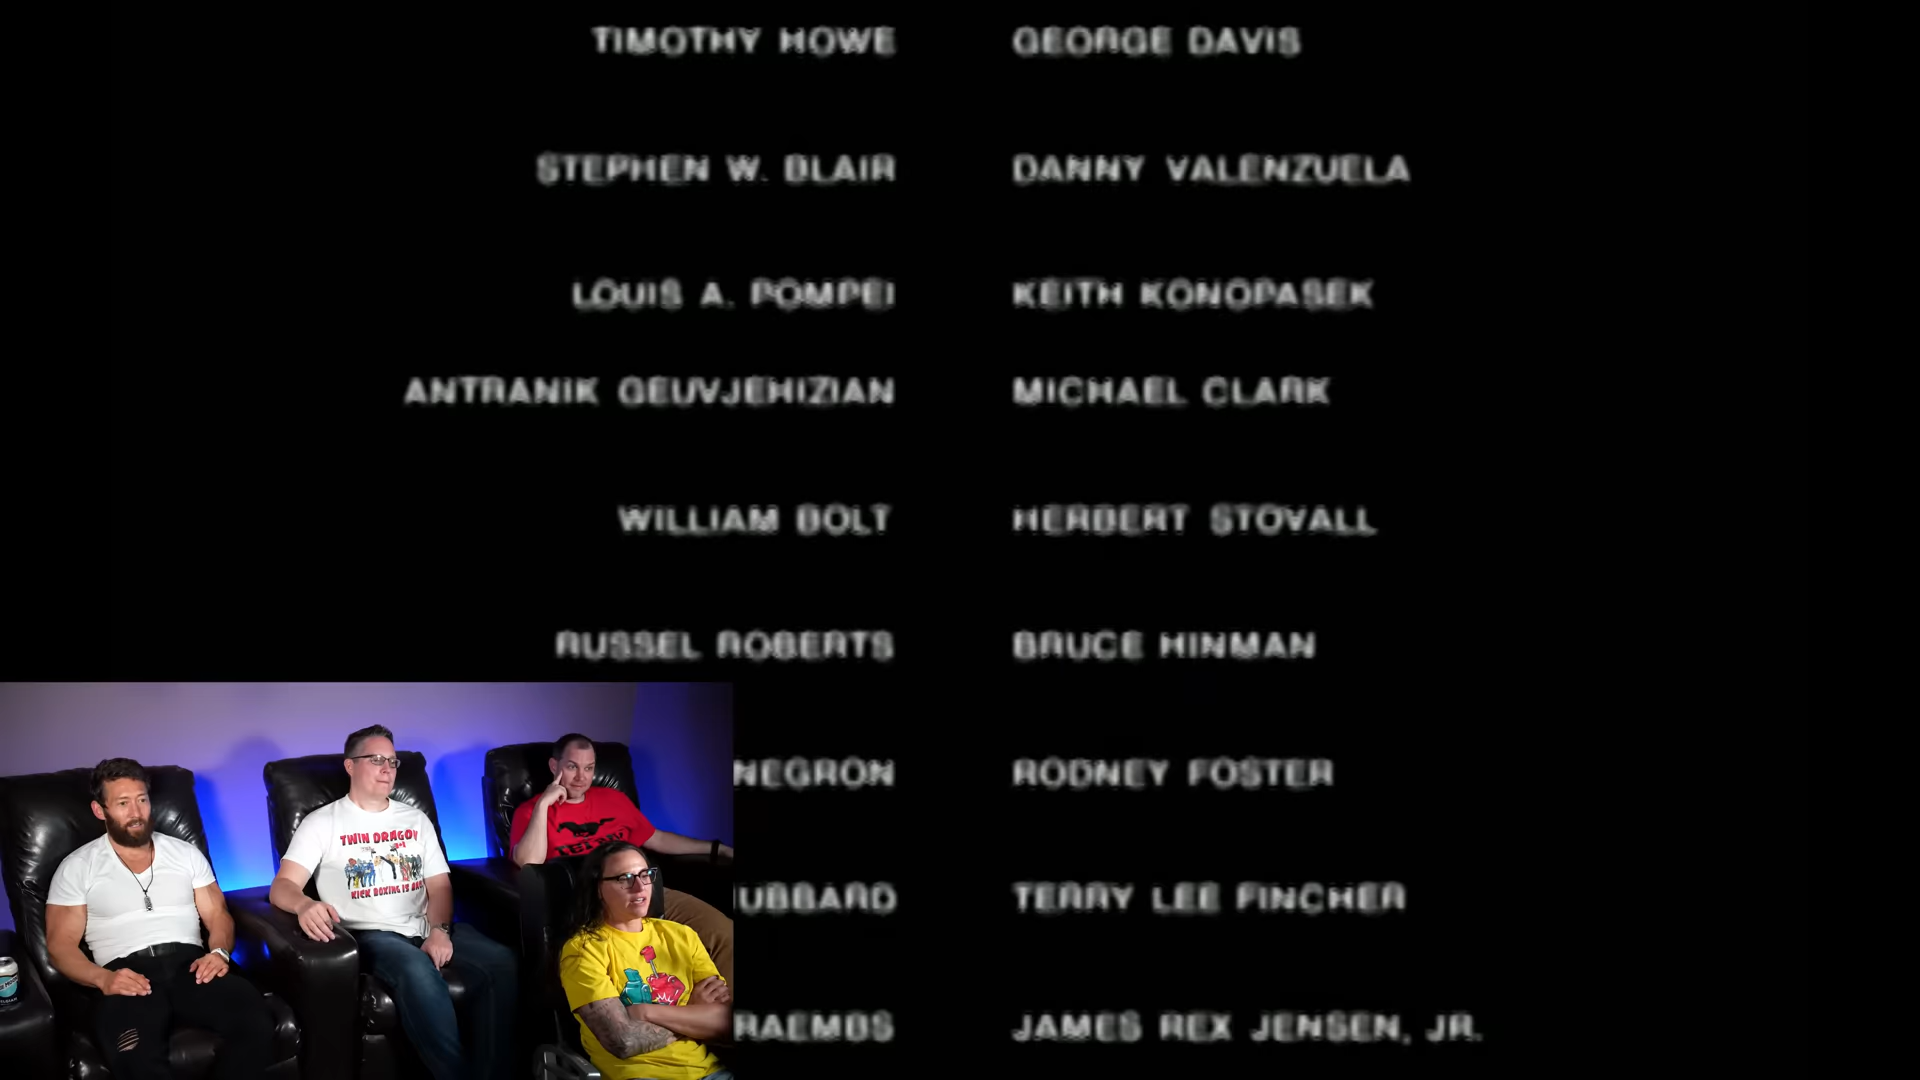 TIMOTHY HOWE GEORGE DAVIS
STEPHEN W. BLAIR DANNY VALENZUELA
LOUIS A. POMPEI KEITH KONOPASEK
ANTRANIK GEUVJEHIZIAN MICHAEL CLARK
WILLIAM BOLT HERBERT STOVALL
RUSSEL ROBERTS BRUCE HINMAN
NEGRON RODNEY FOSTER
UBBARD TERRY LEE FINCHER
RAEMBS JAMES REX JENSEN, JR.
TWIN DRAGON
KICK BOXING IS